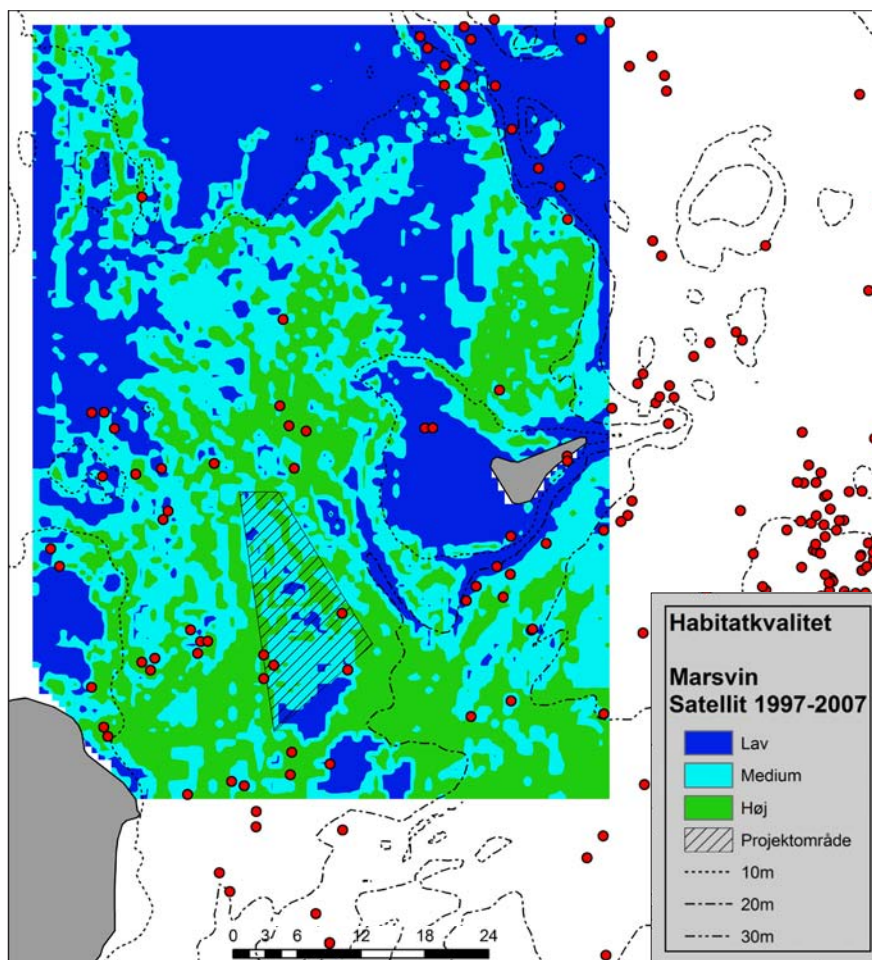 Habitatkvalitet
Marsvin
Satellit 1997-2007
Lav
Medium
Høj
Projektområde
10m
20m
30m
0 3 6 12 18 24